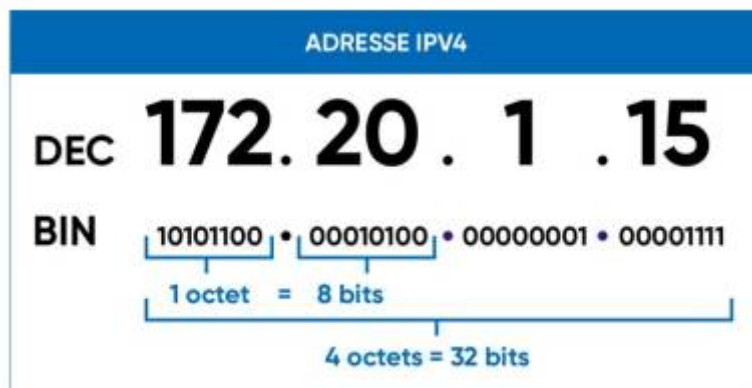 ADRESSE IPV4
DEC 172. 20 . 1 . 15
BIN 10101100 • 00010100 • 00000001 • 00001111
1 octet = 8 bits
4 octets = 32 bits